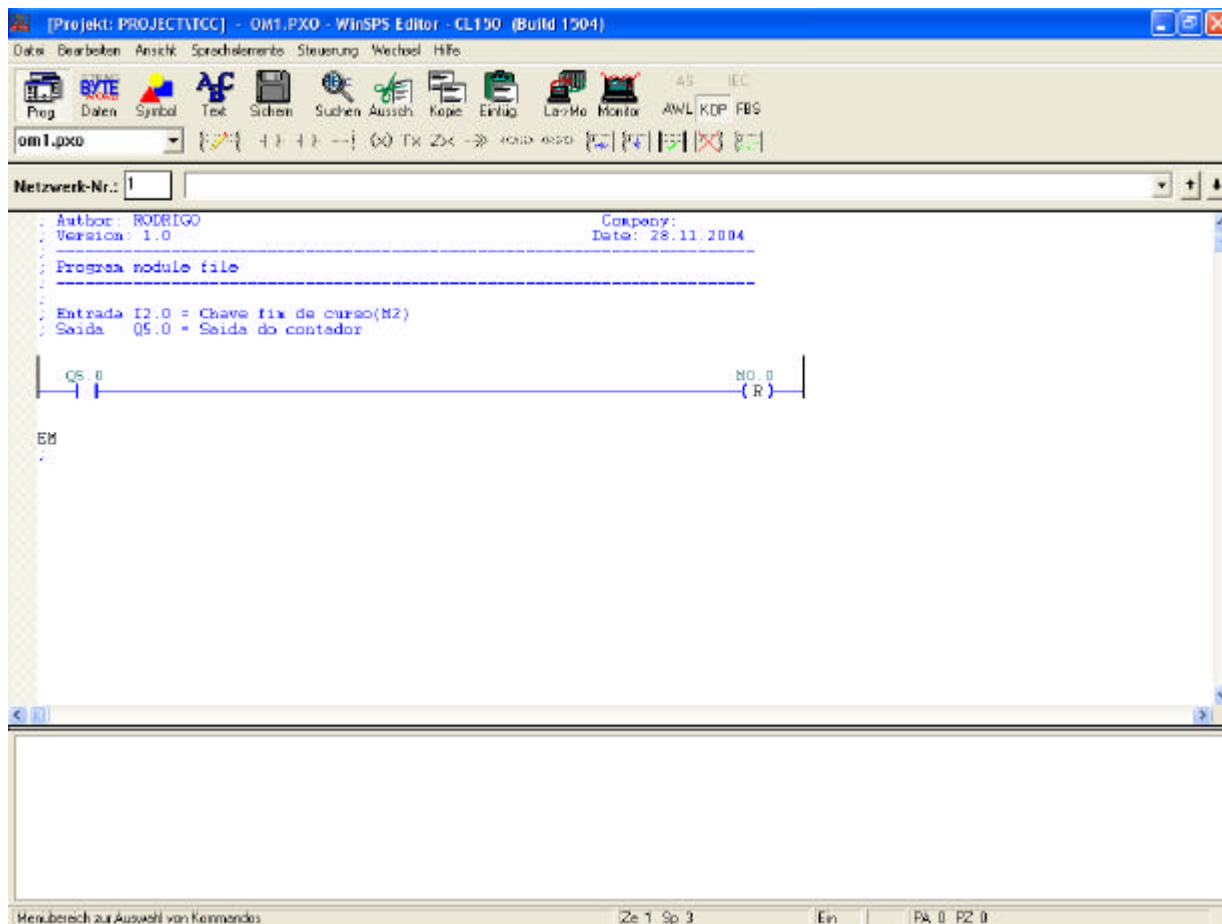 [Projekt: PROJECT\TCC] - OM1.PXO - WinSPS Editor - CL150 (Build 1504)
Datei Bearbeiten Ansicht Sprachelemente Steuerung Wechsel Hilfe
AS IEC
Prog Daten Symbol Text Sichern Suchen Aussch. Kopie Einfüg. La->Mo Monitor AWL KOP FBS
BYTE
om1.pxo
Netzwerk-Nr.: 1
; Author: RODRIGO Company:
; Version: 1.0 Date: 28.11.2004
; Program module file
; Entrada I2.0 = Chave fim de curso(M2)
; Saida Q5.0 = Saida do contador
Q5.0 M0.0
( R )
EM
;
Menübereich zur Auswahl von Kommandos Ze 1 Sp 3 Ein PA 0 PZ 0